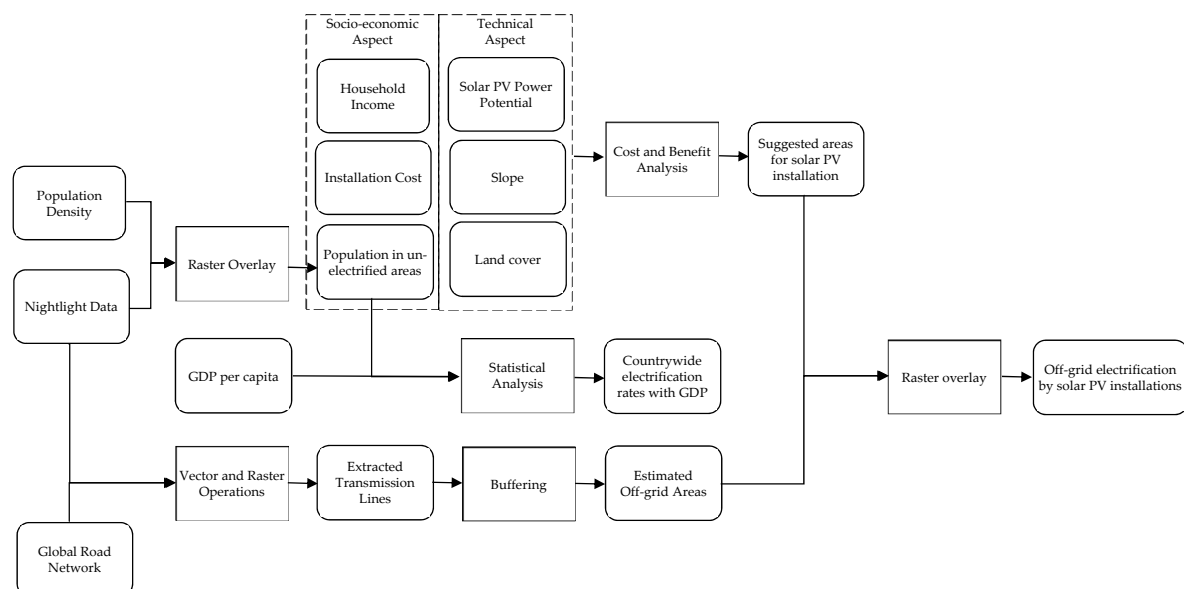 Socio-economic
Aspect
Technical
Aspect
Household
Income
Solar PV Power
Potential
Installation Cost
Slope
Cost and Benefit
Analysis
Suggested areas
for solar PV
installation
Population
Density
Raster Overlay
Population in un-
electrified areas
Land cover
Nightlight Data
GDP per capita
Statistical
Analysis
Countrywide
electrification
rates with GDP
Raster overlay
Off-grid electrification
by solar PV installations
Vector and Raster
Operations
Extracted
Transmission
Lines
Buffering
Estimated
Off-grid Areas
Global Road
Network